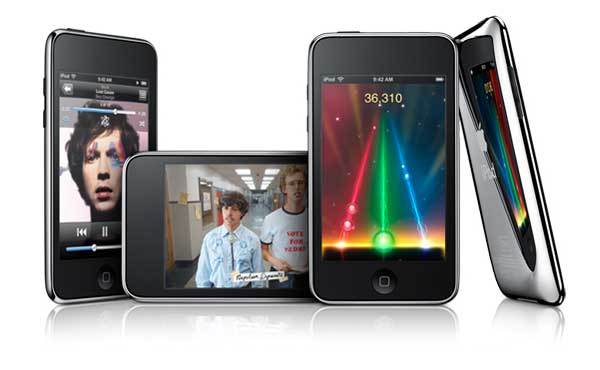 iPod 9:42 AM
Beck
Lost Cause
Sea Change
iPod 9:42 AM
36,310
VOTE
FOR
PEDRO
Napoleon Dynamite
iPod